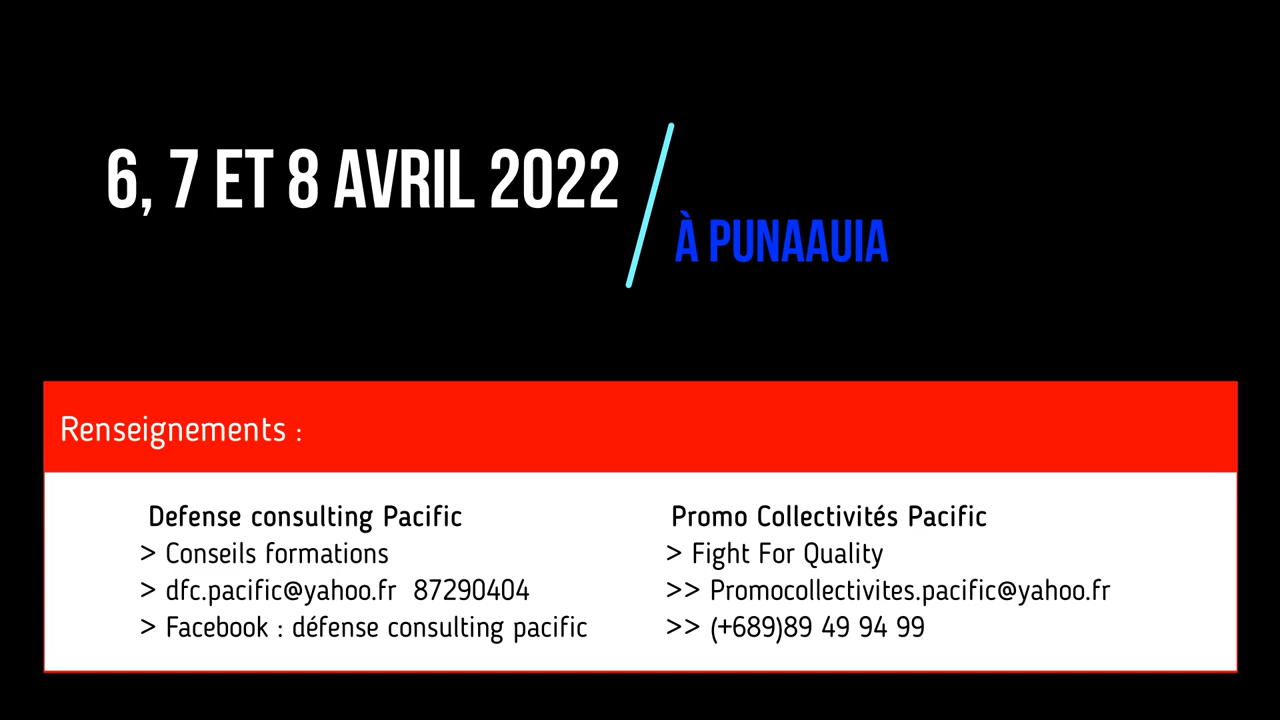 6, 7 ET 8 AVRIL 2022
À PUNAAUIA
Renseignements :
Defense consulting Pacific
> Conseils formations
> dfc.pacific@yahoo.fr  87290404
> Facebook : défense consulting pacific
Promo Collectivités Pacific
> Fight For Quality
>> Promocollectivites.pacific@yahoo.fr
>> (+689)89 49 94 99